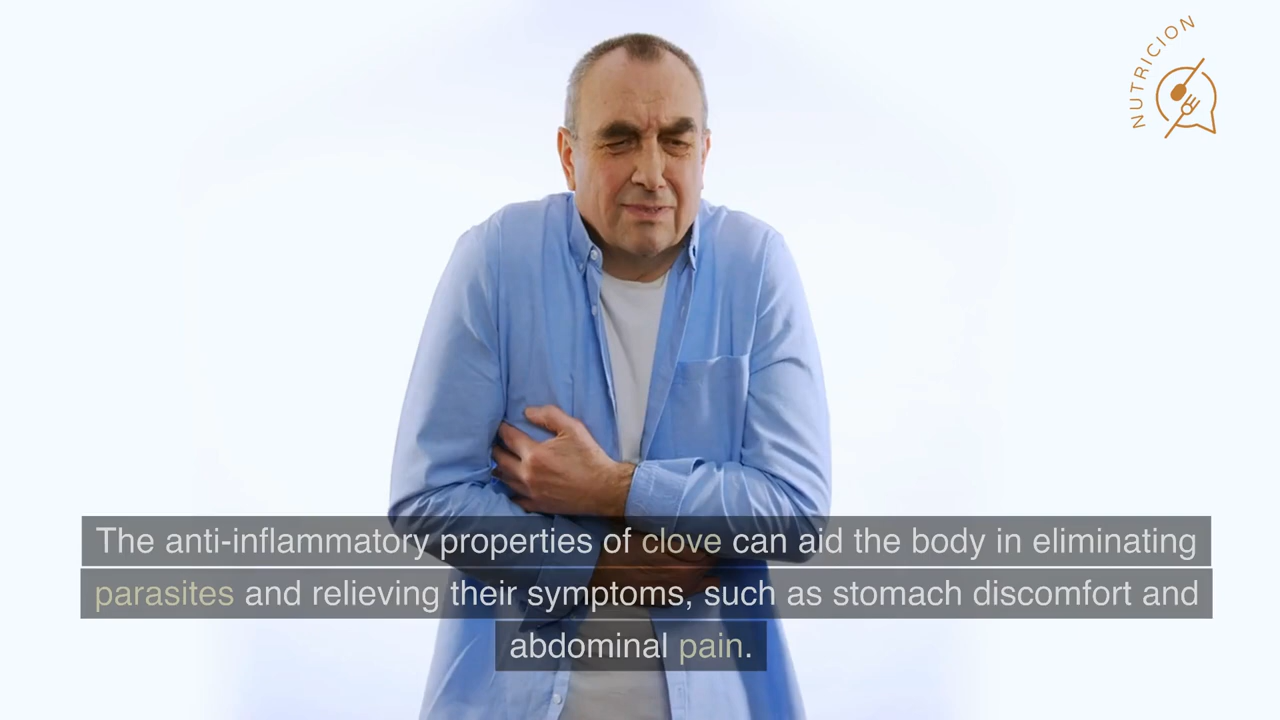 NUTRICION
The anti-inflammatory properties of clove can aid the body in eliminating
parasites and relieving their symptoms, such as stomach discomfort and
abdominal pain.